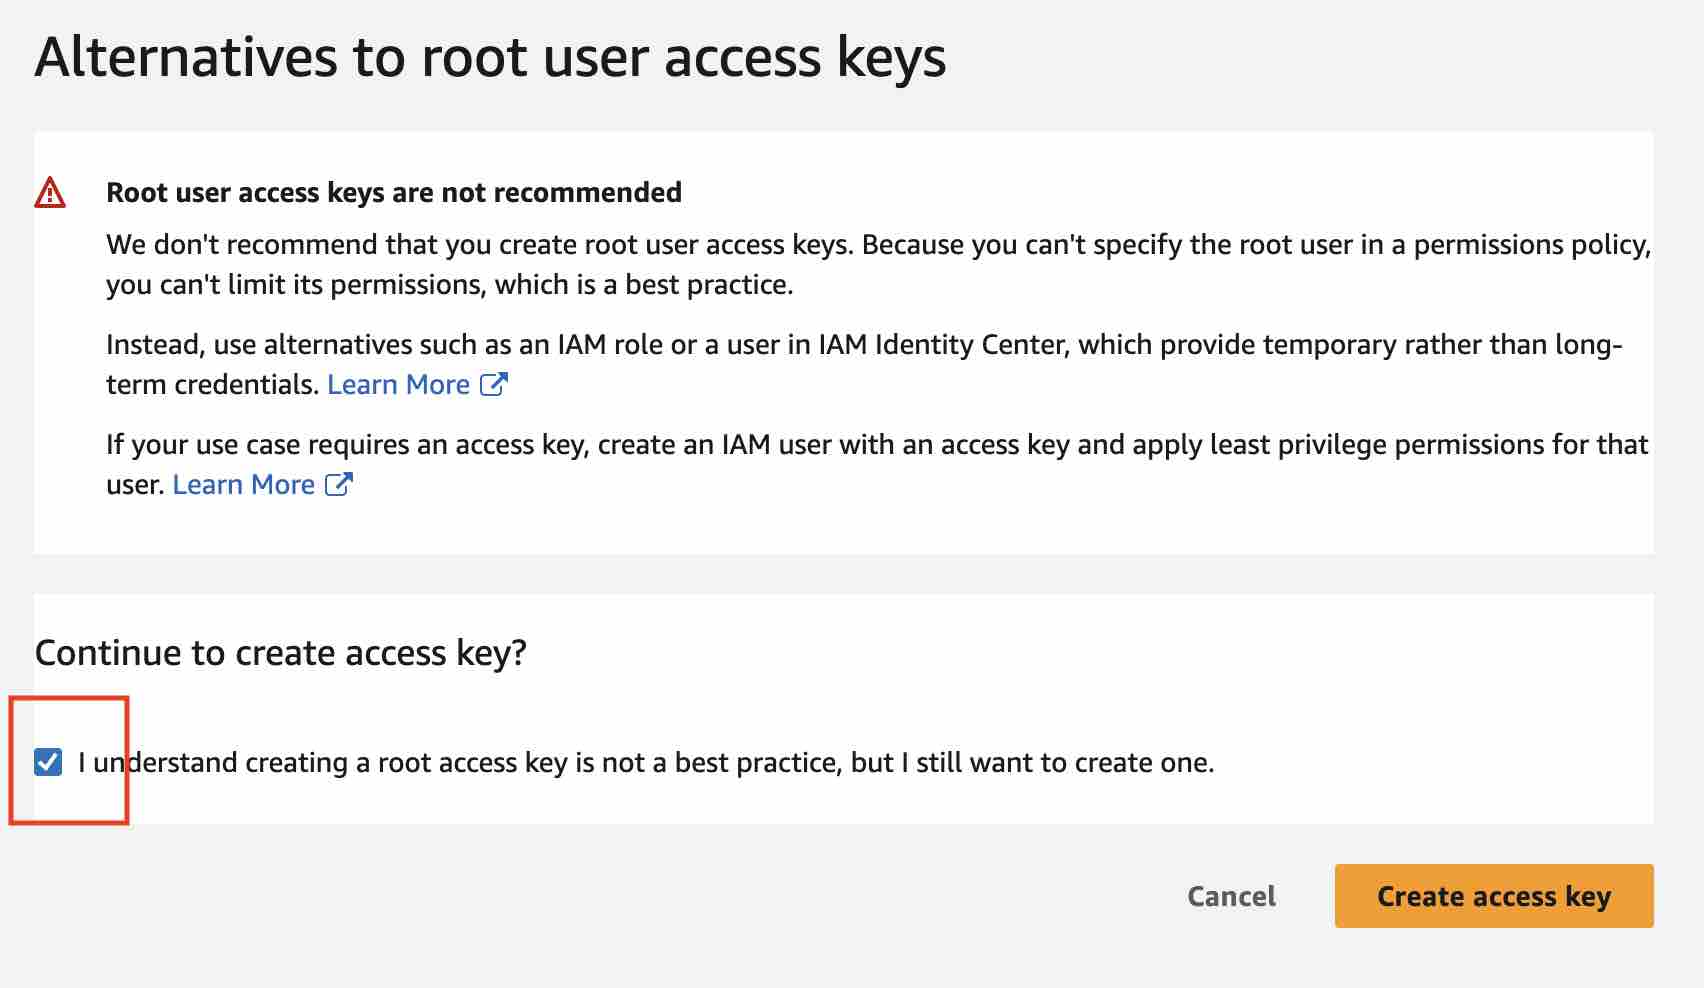 Alternatives to root user access keys
Root user access keys are not recommended
We don't recommend that you create root user access keys. Because you can't specify the root user in a permissions policy,
you can't limit its permissions, which is a best practice.
Instead, use alternatives such as an IAM role or a user in IAM Identity Center, which provide temporary rather than long-
term credentials. Learn More
If your use case requires an access key, create an IAM user with an access key and apply least privilege permissions for that
user. Learn More
Continue to create access key?
I understand creating a root access key is not a best practice, but I still want to create one.
Cancel Create access key